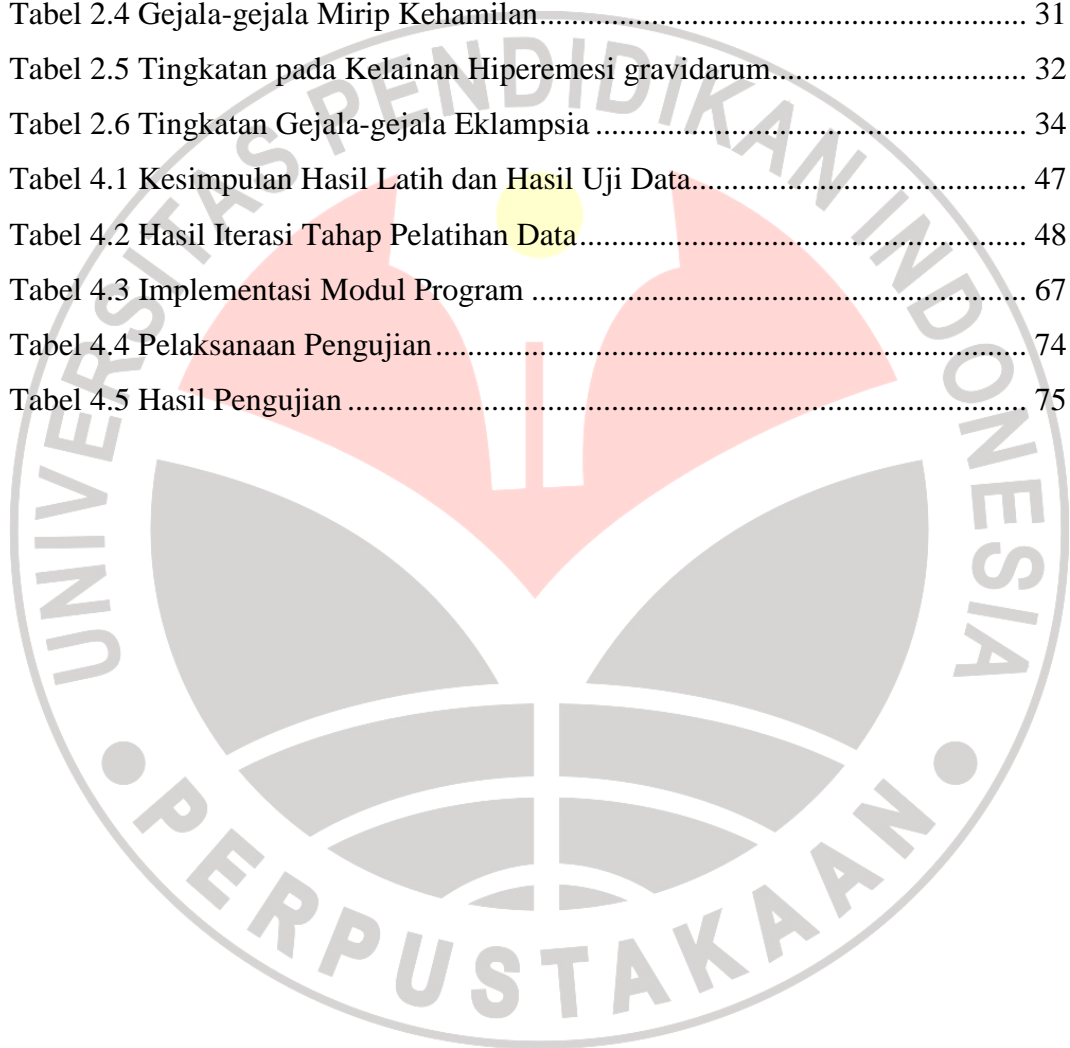 Tabel 2.4 Gejala-gejala Mirip Kehamilan.......................................................... 31
Tabel 2.5 Tingkatan pada Kelainan Hiperemesi gravidarum.............................. 32
Tabel 2.6 Tingkatan Gejala-gejala Eklampsia .................................................... 34
Tabel 4.1 Kesimpulan Hasil Latih dan Hasil Uji Data........................................ 47
Tabel 4.2 Hasil Iterasi Tahap Pelatihan Data...................................................... 48
Tabel 4.3 Implementasi Modul Program ............................................................ 67
Tabel 4.4 Pelaksanaan Pengujian........................................................................ 74
Tabel 4.5 Hasil Pengujian ................................................................................... 75
UNIVERSITAS PENDIDIKAN INDONESIA
PERPUSTAKAAN